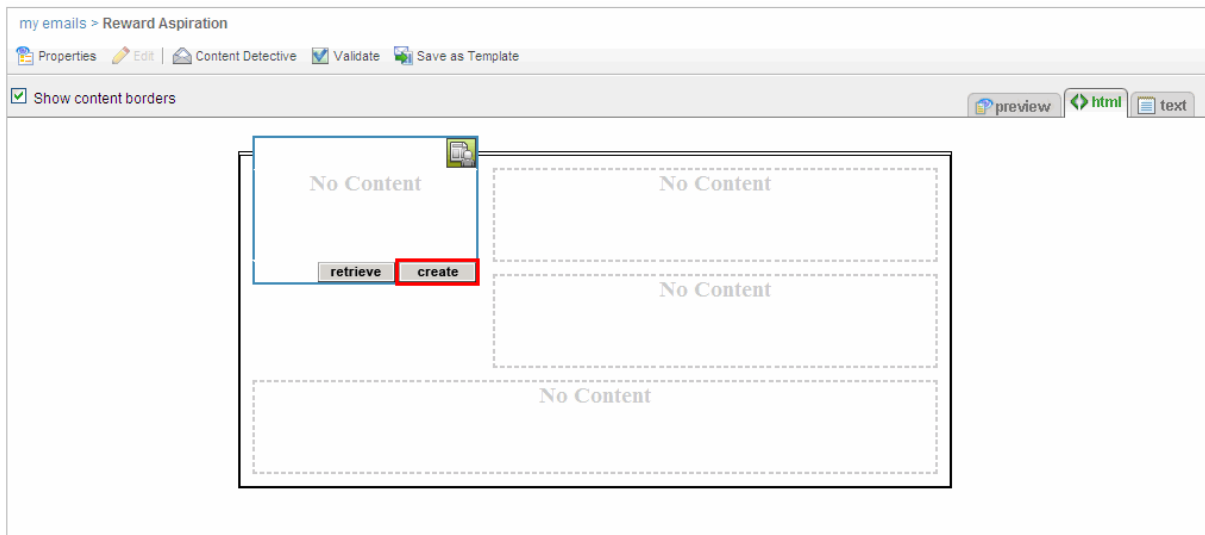 my emails > Reward Aspiration
Properties Edit | Content Detective Validate Save as Template
Show content borders
preview html text
No Content No Content
retrieve create
No Content
No Content